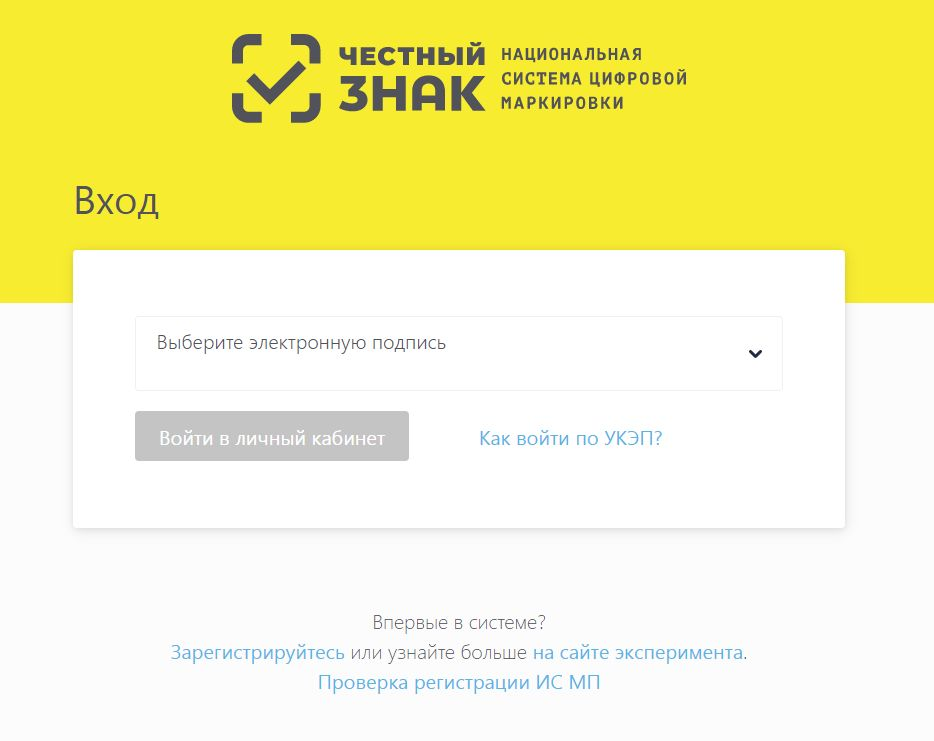 ЧЕСТНЫЙ
ЗНАК
НАЦИОНАЛЬНАЯ
СИСТЕМА ЦИФРОВОЙ
МАРКИРОВКИ
Вход
Выберите электронную подпись
Войти в личный кабинет
Как войти по УКЭП?
Впервые в системе?
Зарегистрируйтесь или узнайте больше на сайте эксперимента.
Проверка регистрации ИС МП